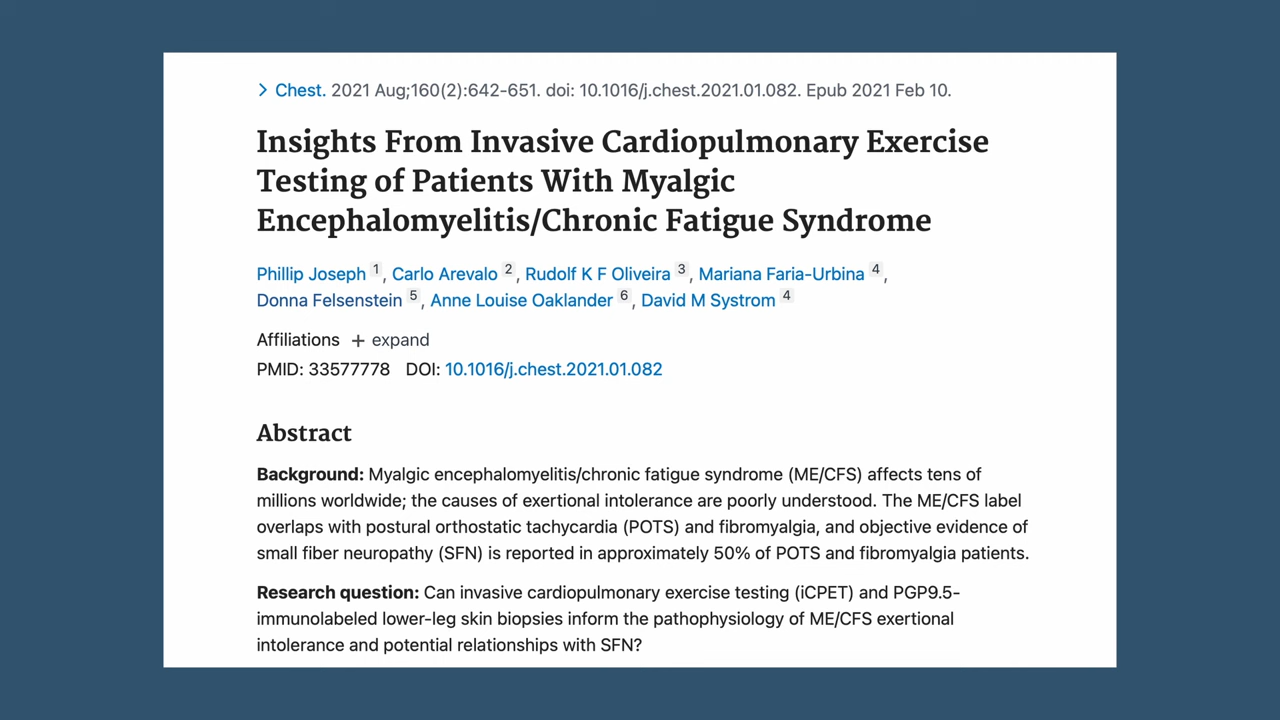 > Chest. 2021 Aug;160(2):642-651. doi: 10.1016/j.chest.2021.01.082. Epub 2021 Feb 10.
Insights From Invasive Cardiopulmonary Exercise
Testing of Patients With Myalgic
Encephalomyelitis/Chronic Fatigue Syndrome
Phillip Joseph 1, Carlo Arevalo 2, Rudolf K F Oliveira 3, Mariana Faria-Urbina 4,
Donna Felsenstein 5, Anne Louise Oaklander 6, David M Systrom 4
Affiliations + expand
PMID: 33577778 DOI: 10.1016/j.chest.2021.01.082
Abstract
Background: Myalgic encephalomyelitis/chronic fatigue syndrome (ME/CFS) affects tens of
millions worldwide; the causes of exertional intolerance are poorly understood. The ME/CFS label
overlaps with postural orthostatic tachycardia (POTS) and fibromyalgia, and objective evidence of
small fiber neuropathy (SFN) is reported in approximately 50% of POTS and fibromyalgia patients.
Research question: Can invasive cardiopulmonary exercise testing (iCPET) and PGP9.5-
immunolabeled lower-leg skin biopsies inform the pathophysiology of ME/CFS exertional
intolerance and potential relationships with SFN?